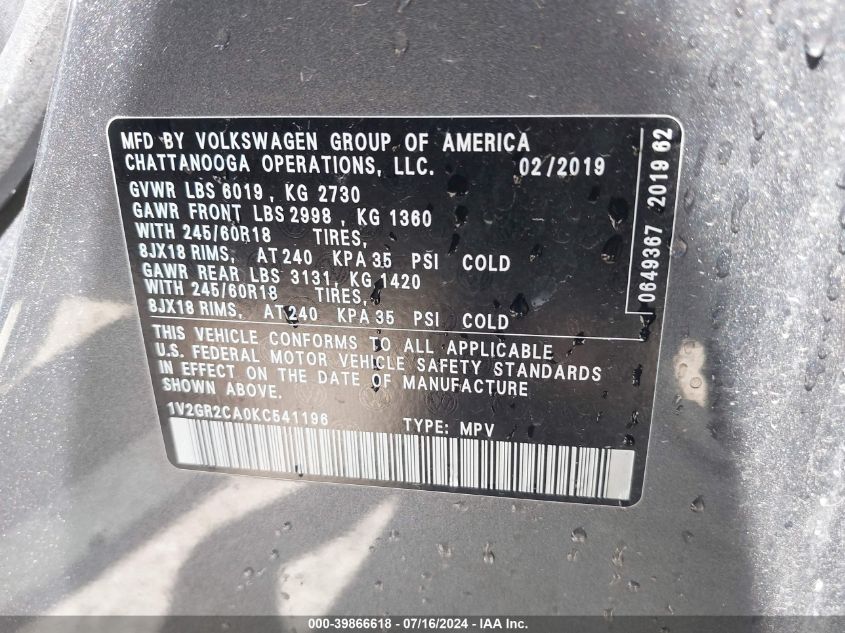 MFD BY VOLKSWAGEN GROUP OF AMERICA
CHATTANOOGA OPERATIONS, LLC. 02/2019
GVWR LBS 6019, KG 2730
GAWR FRONT LBS 2998, KG 1360
WITH 245/60R18 TIRES,
8JX18 RIMS, AT 240 KPA 35 PSI COLD
GAWR REAR LBS 3131, KG 1420
WITH 245/60R18 TIRES,
8JX18 RIMS, AT 240 KPA 35 PSI COLD
THIS VEHICLE CONFORMS TO ALL APPLICABLE
U.S. FEDERAL MOTOR VEHICLE SAFETY STANDARDS
IN EFFECT ON THE DATE OF MANUFACTURE
SHOWN ABOVE.
1V2GR2CA0KC541196 TYPE: MPV
0649367 2019 62
000-39866618 - 07/16/2024 - IAA Inc.